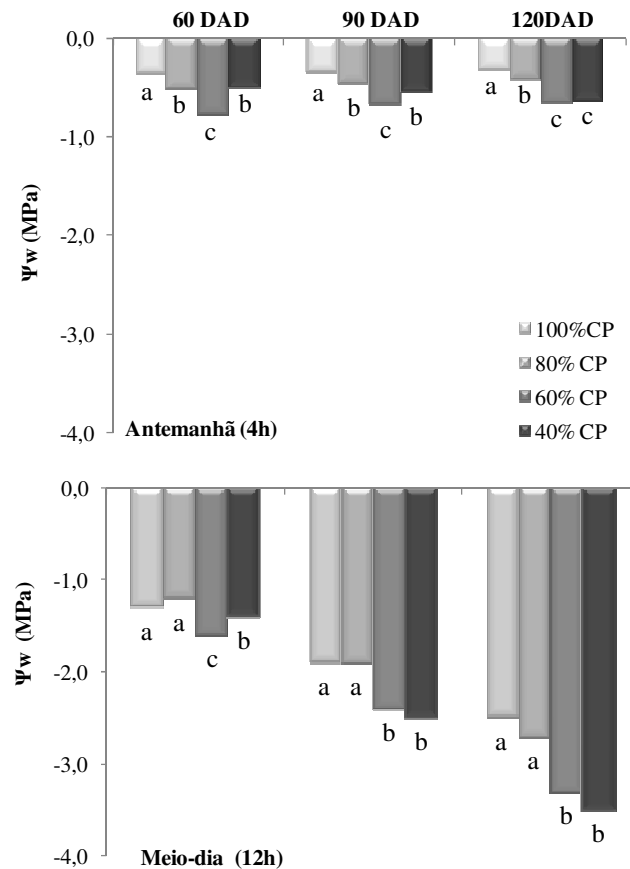 60 DAD 90 DAD 120DAD
0,0
a b c b a b c b a b c c
-1,0
-2,0
-3,0
-4,0
Ψw (MPa)
100%CP
80% CP
60% CP
40% CP
Antemanhã (4h)
0,0
-1,0
a a c b
-2,0
a a b b
-3,0
a a b b
-4,0
Ψw (MPa)
Meio-dia (12h)